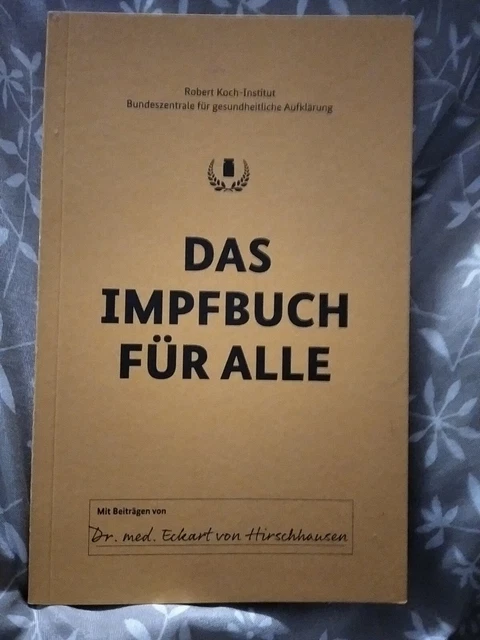 Robert Koch-Institut
Bundeszentrale für gesundheitliche Aufklärung
DAS
IMPFBUCH
FÜR ALLE
Mit Beiträgen von
Dr. med. Eckart von Hirschhausen